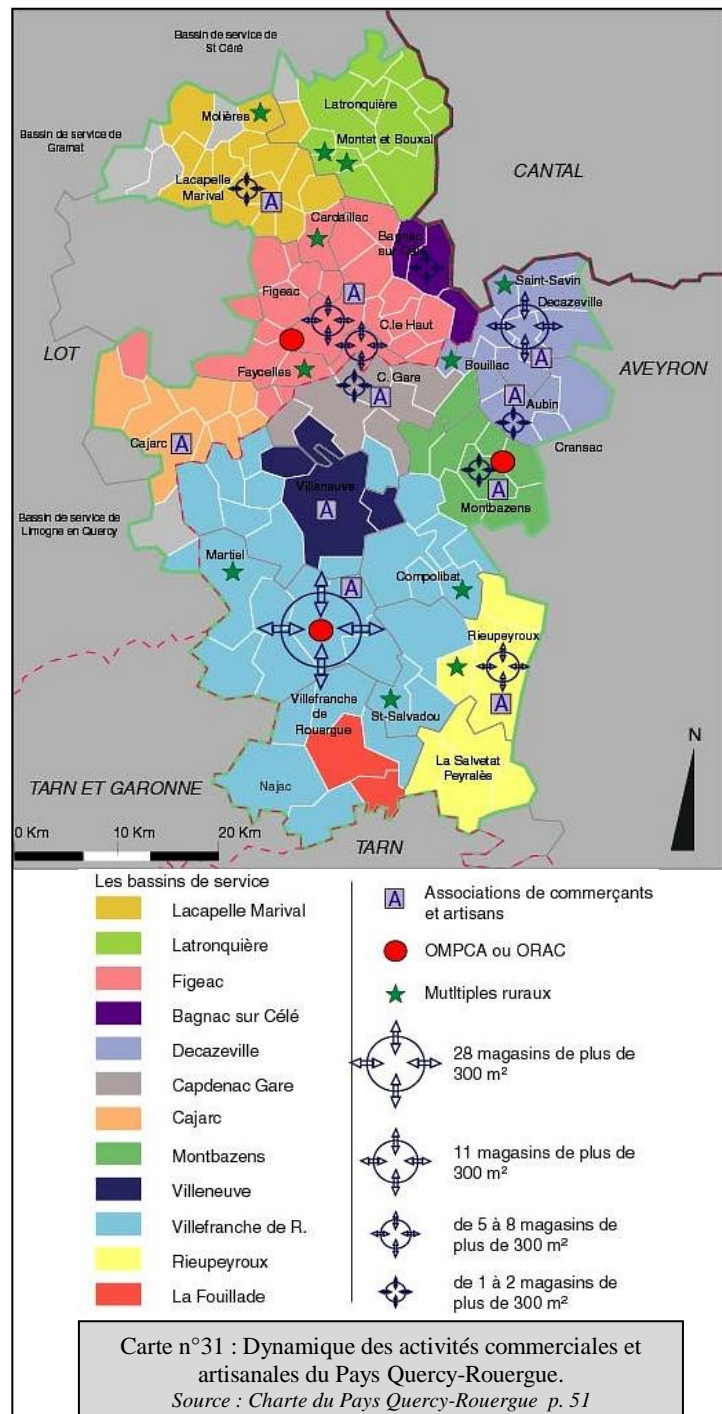 Bassin de service de
St Céré
Latronquière
Molières
Bassin de service de
Gramat
Montet et Bouxal
CANTAL
Lacapelle
Marival
A
Cardaillac
Bagnac
sur Célé
Saint-Savin
Figeac
A
Decazeville
C.le Haut
LOT
Faycelles
Bouillac
A
AVEYRON
C. Gare
A
A
Aubin
Cajarc
A
Cransac
Villeneuve
A
A
Montbazens
Bassin de service de
Limogne en Quercy
Martiel
A
Compolibat
Rieupeyroux
A
Villefranche
de
Rouergue
St-Salvadou
La Salvetat
Peyralès
N
Najac
TARN ET GARONNE
TARN
0 Km
10 Km
20 Km
Les bassins de service
Lacapelle Marival
Latronquière
Figeac
Bagnac sur Célé
Decazeville
Capdenac Gare
Cajarc
Montbazens
Villeneuve
Villefranche de R.
Rieupeyroux
La Fouillade
A
Associations de commerçants
et artisans
OMPCA ou ORAC
Mutltiples ruraux
28 magasins de plus de
300 m²
11 magasins de plus de
300 m²
de 5 à 8 magasins de
plus de 300 m²
de 1 à 2 magasins de
plus de 300 m²
Carte n°31 : Dynamique des activités commerciales et
artisanales du Pays Quercy-Rouergue.
Source : Charte du Pays Quercy-Rouergue p. 51